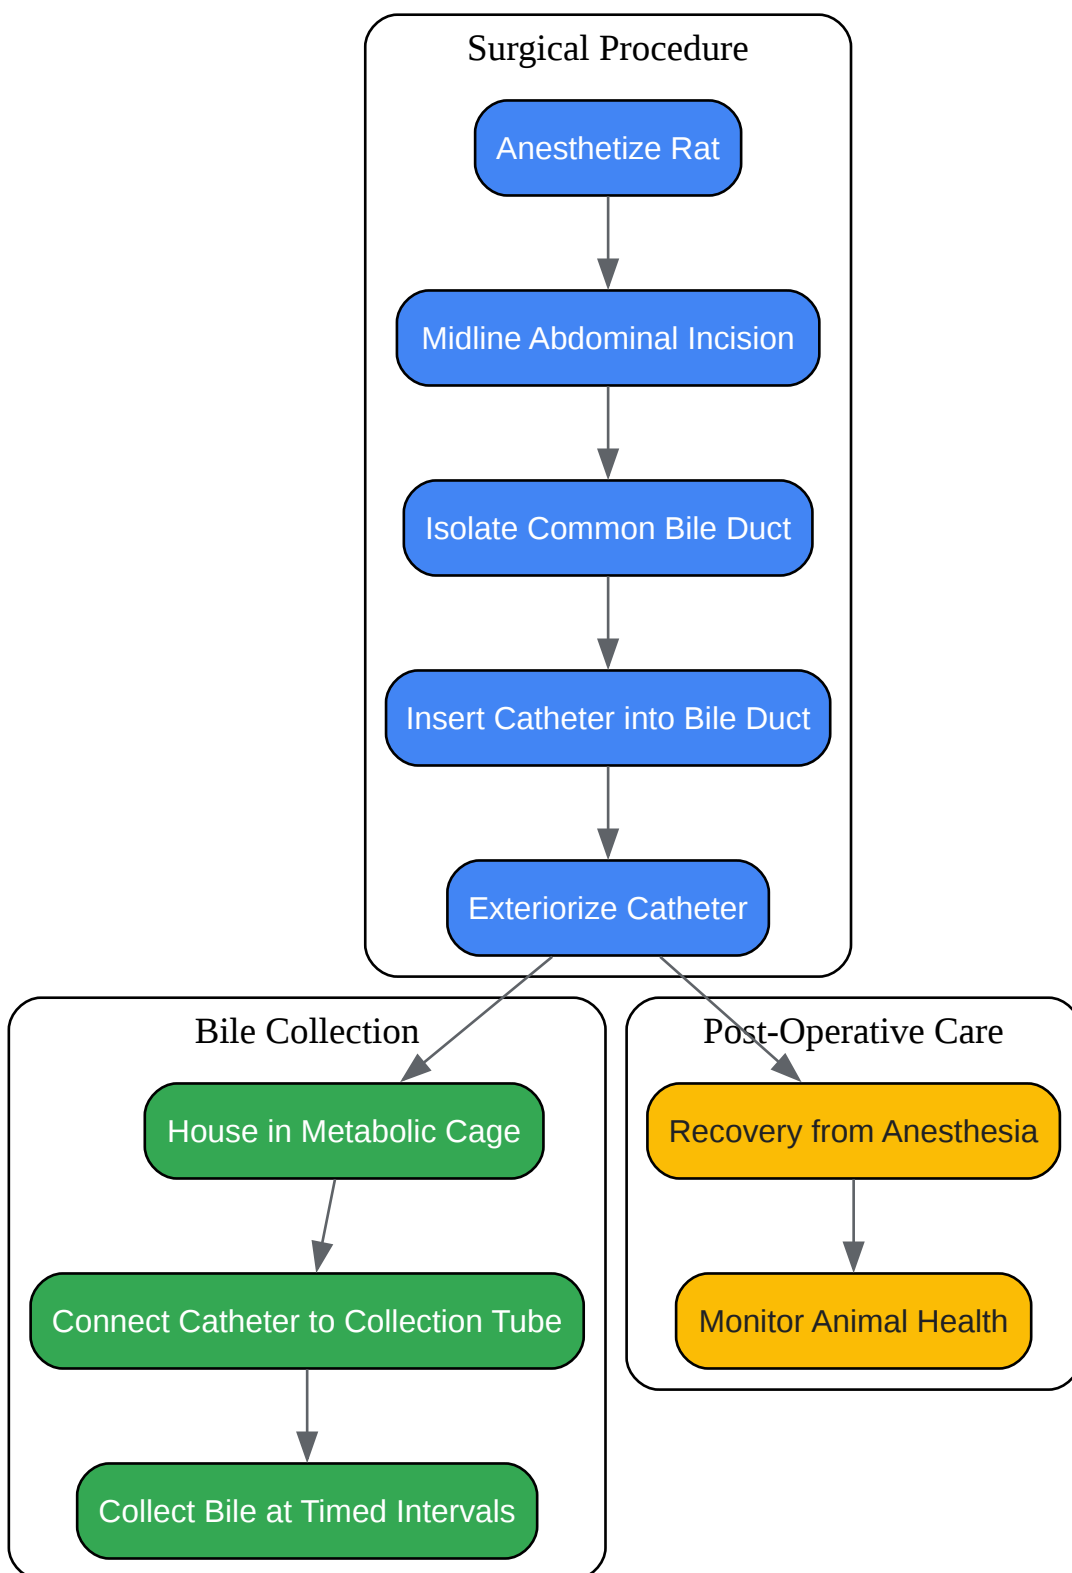 Surgical Procedure
Anesthetize Rat
Midline Abdominal Incision
Isolate Common Bile Duct
Insert Catheter into Bile Duct
Exteriorize Catheter
Bile Collection
House in Metabolic Cage
Connect Catheter to Collection Tube
Collect Bile at Timed Intervals
Post-Operative Care
Recovery from Anesthesia
Monitor Animal Health